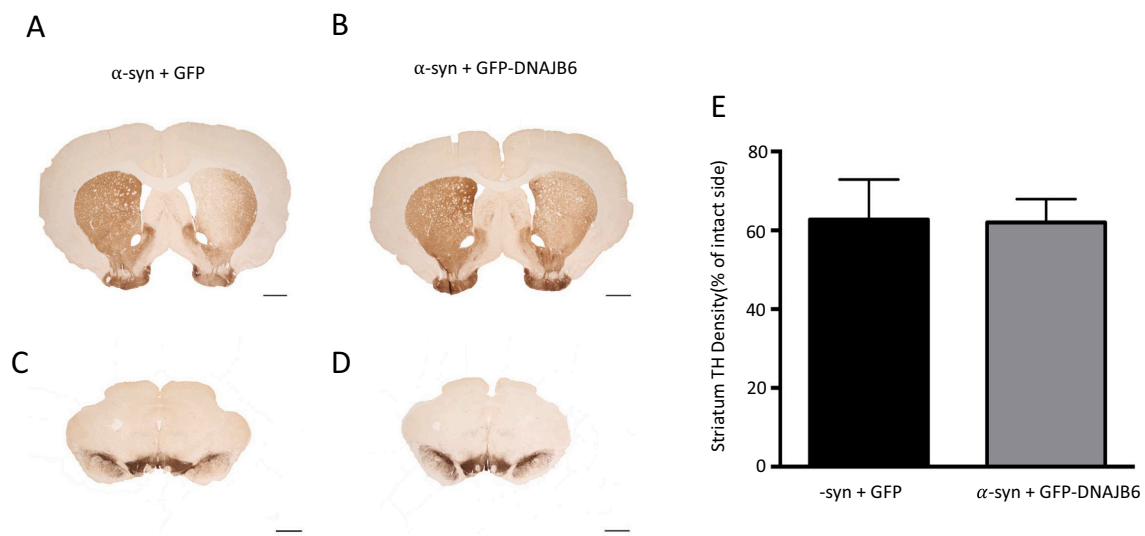 A
α-syn + GFP
B
α-syn + GFP-DNAJB6
C
D
E
Striatum TH Density(% of intact side)
80
60
40
20
0
-syn + GFP
α-syn + GFP-DNAJB6